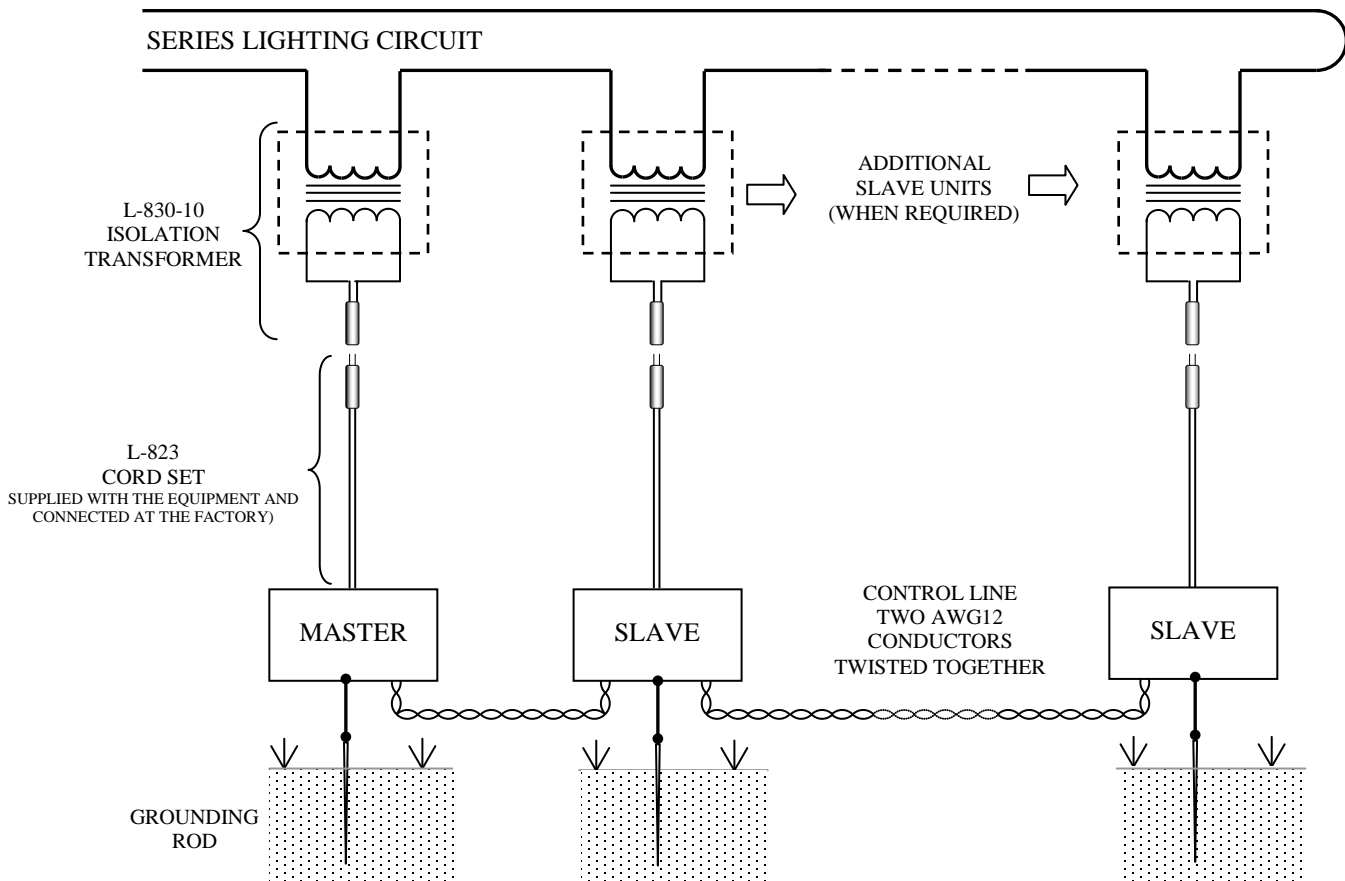 SERIES LIGHTING CIRCUIT
L-830-10
ISOLATION
TRANSFORMER
ADDITIONAL
SLAVE UNITS
(WHEN REQUIRED)
L-823
CORD SET
SUPPLIED WITH THE EQUIPMENT AND
CONNECTED AT THE FACTORY)
MASTER
SLAVE
CONTROL LINE
TWO AWG12
CONDUCTORS
TWISTED TOGETHER
SLAVE
GROUNDING
ROD